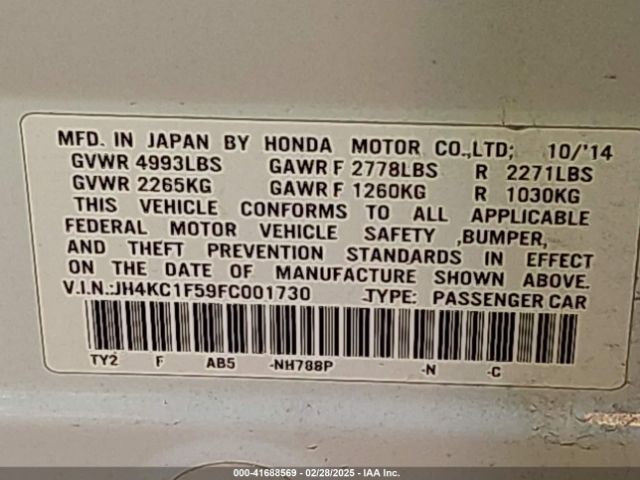 MFD. IN JAPAN BY HONDA MOTOR CO.,LTD; 10/'14
GVWR 4993LBS GAWR F 2778LBS R 2271LBS
GVWR 2265KG GAWR F 1260KG R 1030KG
THIS VEHICLE CONFORMS TO ALL APPLICABLE
FEDERAL MOTOR VEHICLE SAFETY ,BUMPER,
AND THEFT PREVENTION STANDARDS IN EFFECT
ON THE DATE OF MANUFACTURE SHOWN ABOVE.
V.I.N.:JH4KC1F59FC001730 TYPE: PASSENGER CAR
TY2 F AB5 -NH788P -N -C
000-41688569 - 02/28/2025 - IAA Inc.